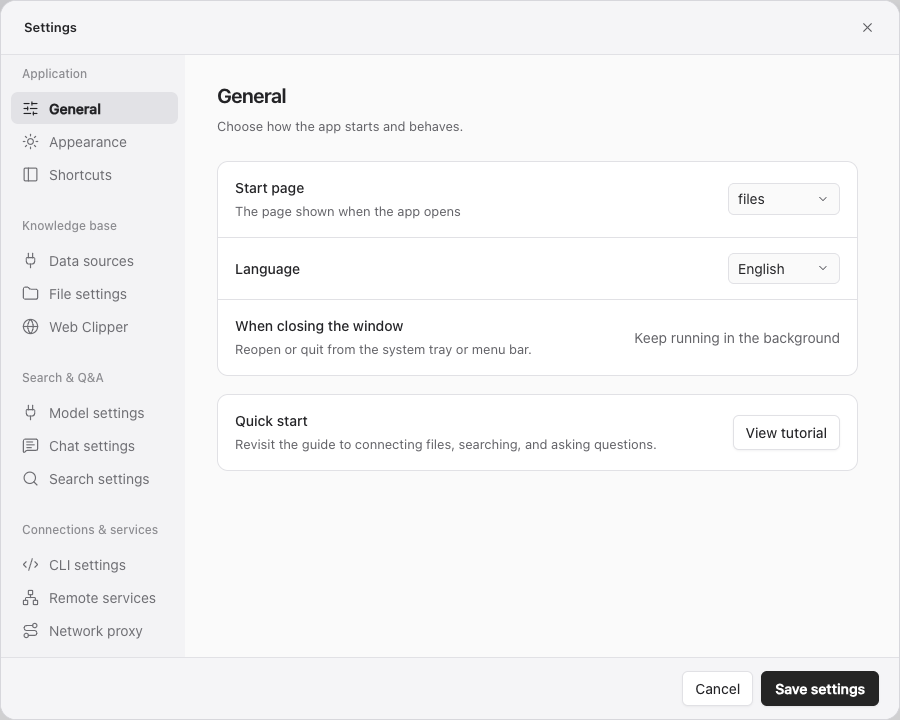 Settings
Application
General
Appearance
Shortcuts
Knowledge base
Data sources
File settings
Web Clipper
Search & Q&A
Model settings
Chat settings
Search settings
Connections & services
CLI settings
Remote services
Network proxy
General
Choose how the app starts and behaves.
Start page
The page shown when the app opens
files
Language
English
When closing the window
Reopen or quit from the system tray or menu bar.
Keep running in the background
Quick start
Revisit the guide to connecting files, searching, and asking questions.
View tutorial
Cancel
Save settings